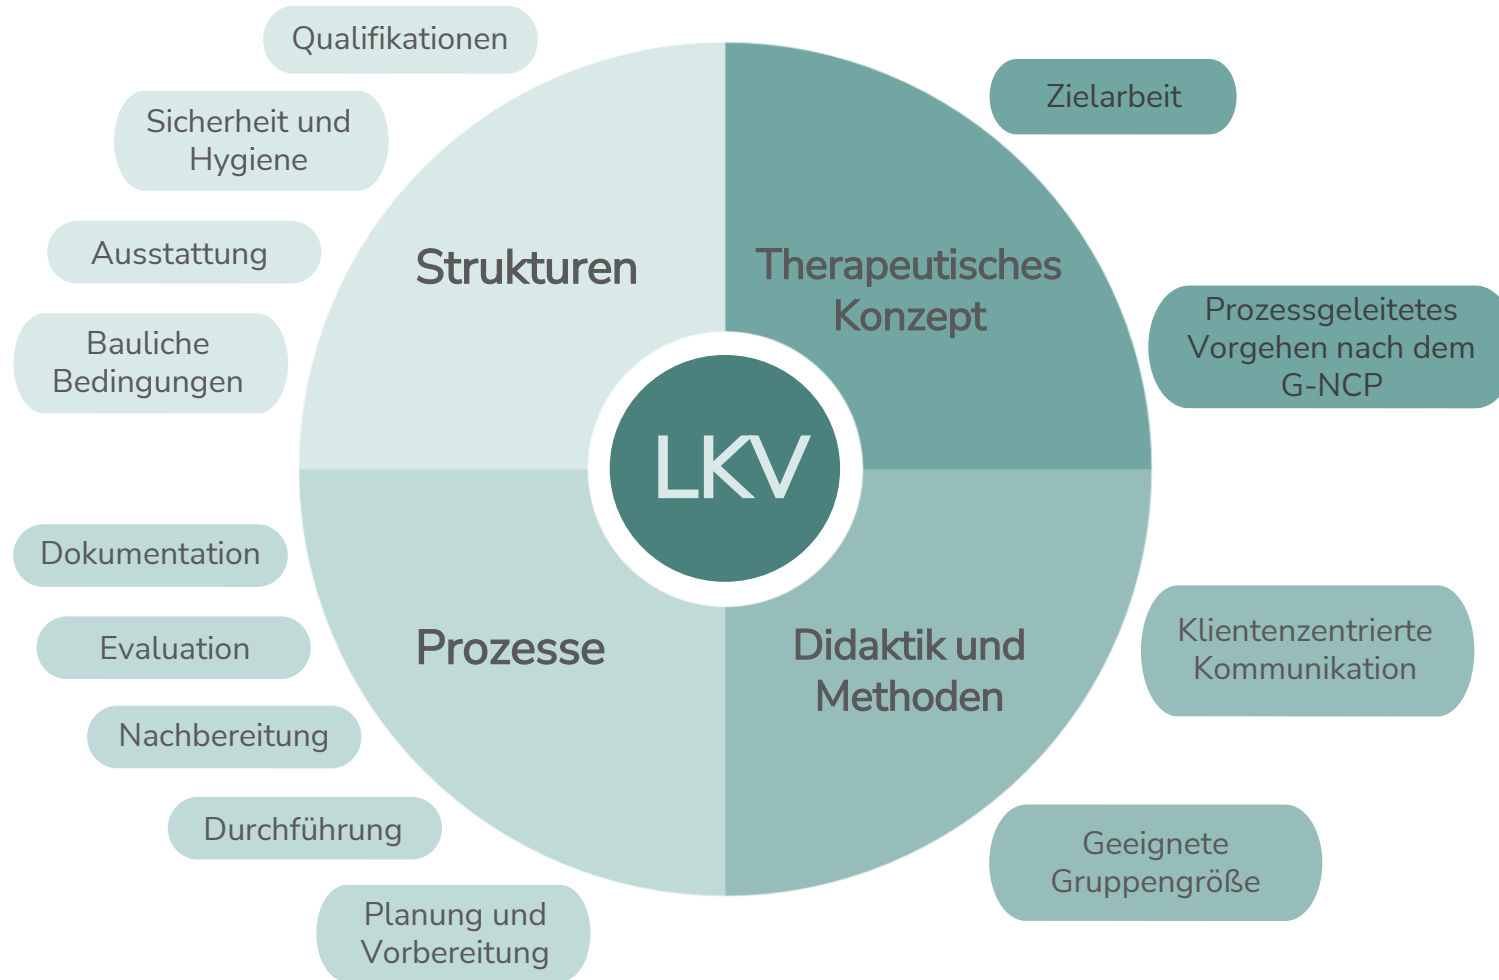 Qualifikationen
Sicherheit und
Hygiene
Ausstattung
Bauliche
Bedingungen
Strukturen
Therapeutisches
Konzept
Zielarbeit
Prozessgeleitetes
Vorgehen nach dem
G-NCP
LKV
Dokumentation
Evaluation
Nachbereitung
Durchführung
Planung und
Vorbereitung
Prozesse
Didaktik und
Methoden
Klientenzentrierte
Kommunikation
Geeignete
Gruppengröße